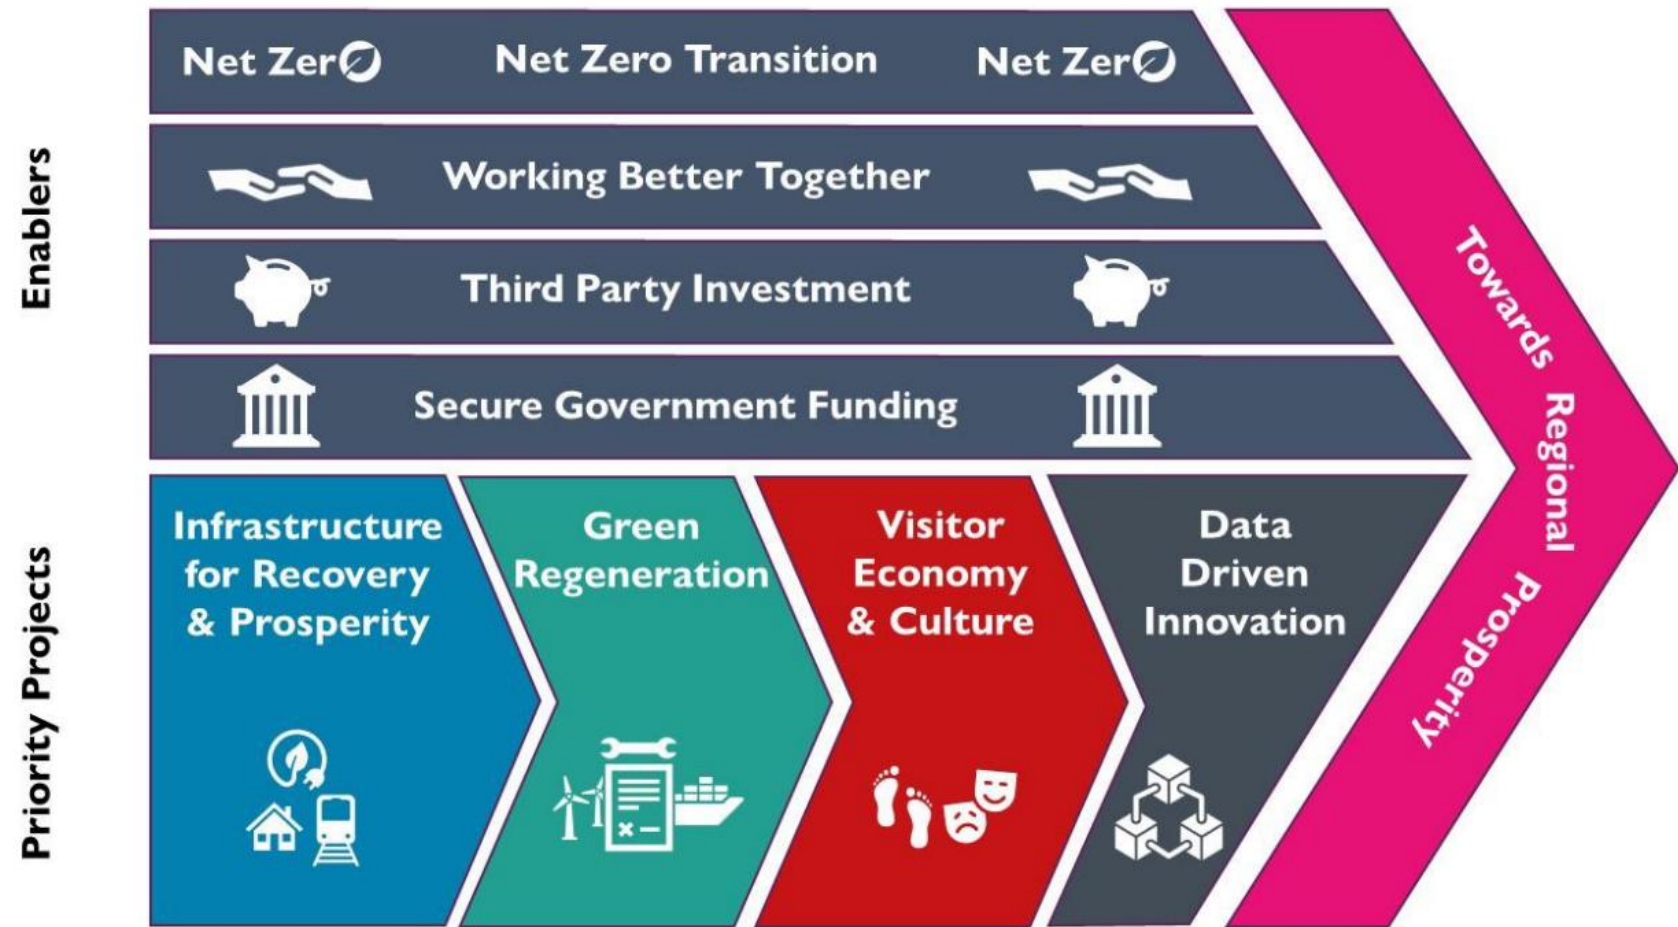 Enablers
Net Zero
Net Zero Transition
Net Zero
Working Better Together
Third Party Investment
Secure Government Funding
Priority Projects
Infrastructure
for Recovery
& Prosperity
Green
Regeneration
Visitor
Economy
& Culture
Data
Driven
Innovation
Towards Regional Prosperity